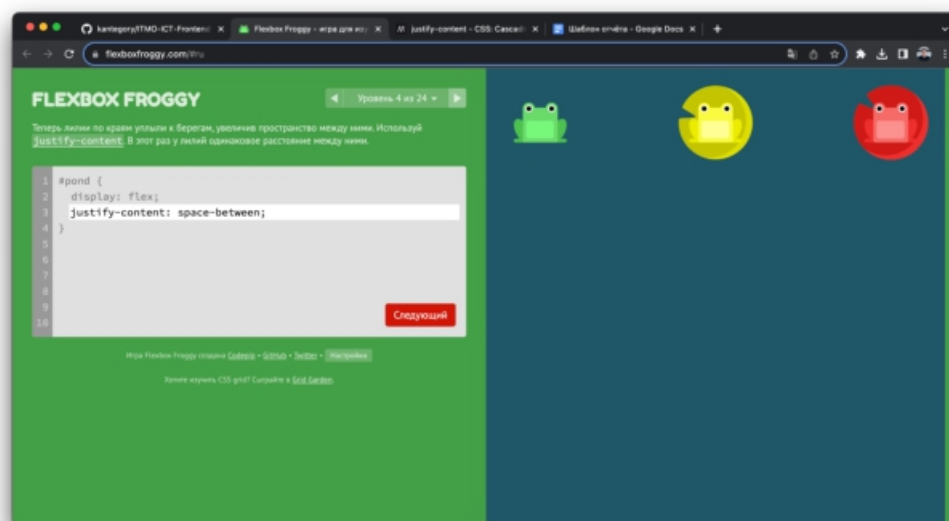 kantegory/ITMO-ICT-Frontend
Flexbox Froggy - игра для изу
justify-content - CSS: Cascadi
Шаблон отчёта - Google Docs
flexboxfroggy.com/#ru
FLEXBOX FROGGY
Уровень 4 из 24
Теперь лилии по краям уплыли к берегам, увеличив пространство между ними. Используй
justify-content. В этот раз у лилий одинаковое расстояние между ними.
1 #pond {
2 display: flex;
3 justify-content: space-between;
4 }
5
6
7
8
9
10
Следующий
Игра Flexbox Froggy создана Codepip • GitHub • Twitter • Настройки
Хотите изучить CSS grid? Сыграйте в Grid Garden.